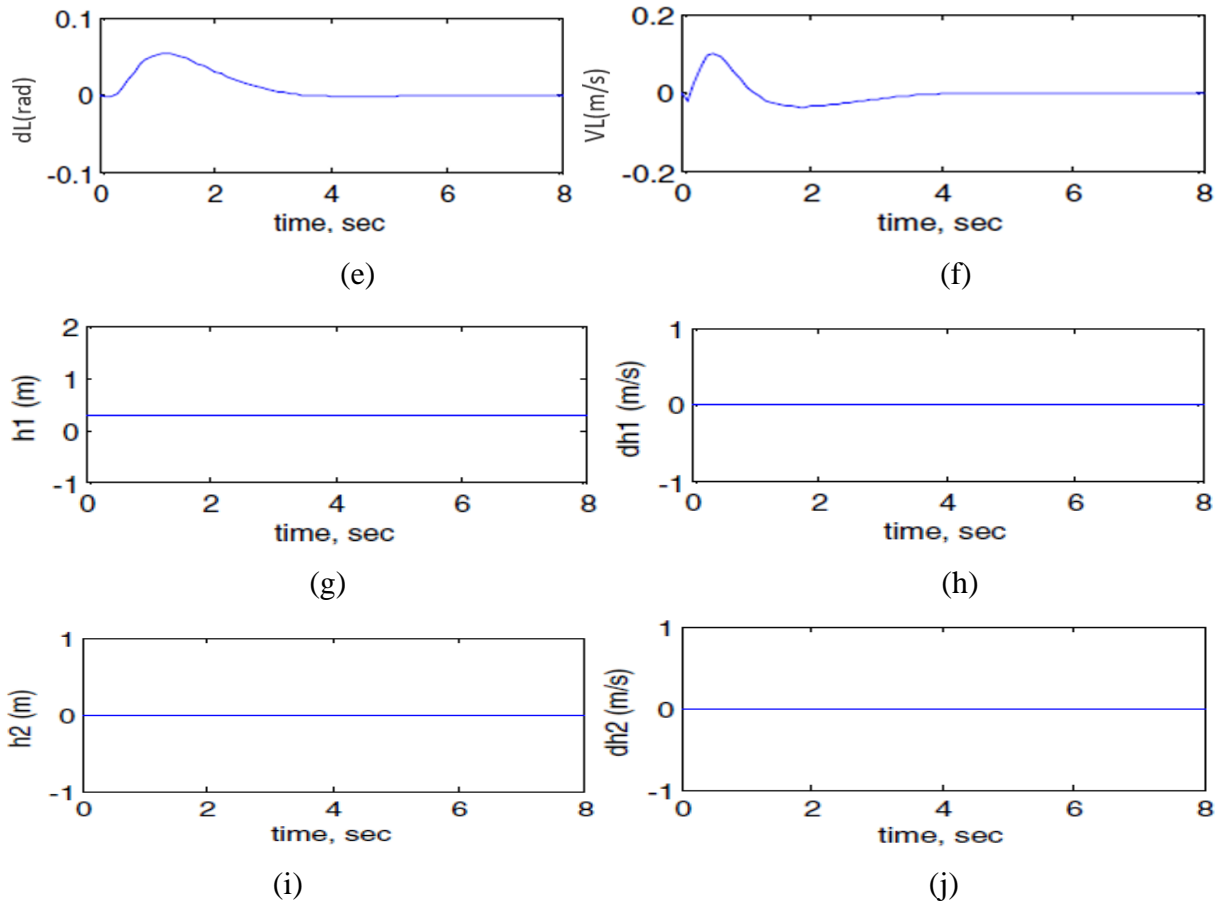 0.1
0
-0.1
dL(rad)
0 2 4 6 8
time, sec
(e)
0.2
0
-0.2
VL(m/s)
0 2 4 6 8
time, sec
(f)
2
1
0
-1
h1 (m)
0 2 4 6 8
time, sec
(g)
1
0
-1
dh1 (m/s)
0 2 4 6 8
time, sec
(h)
1
0
-1
h2 (m)
0 2 4 6 8
time, sec
(i)
1
0
-1
dh2 (m/s)
0 2 4 6 8
time, sec
(j)